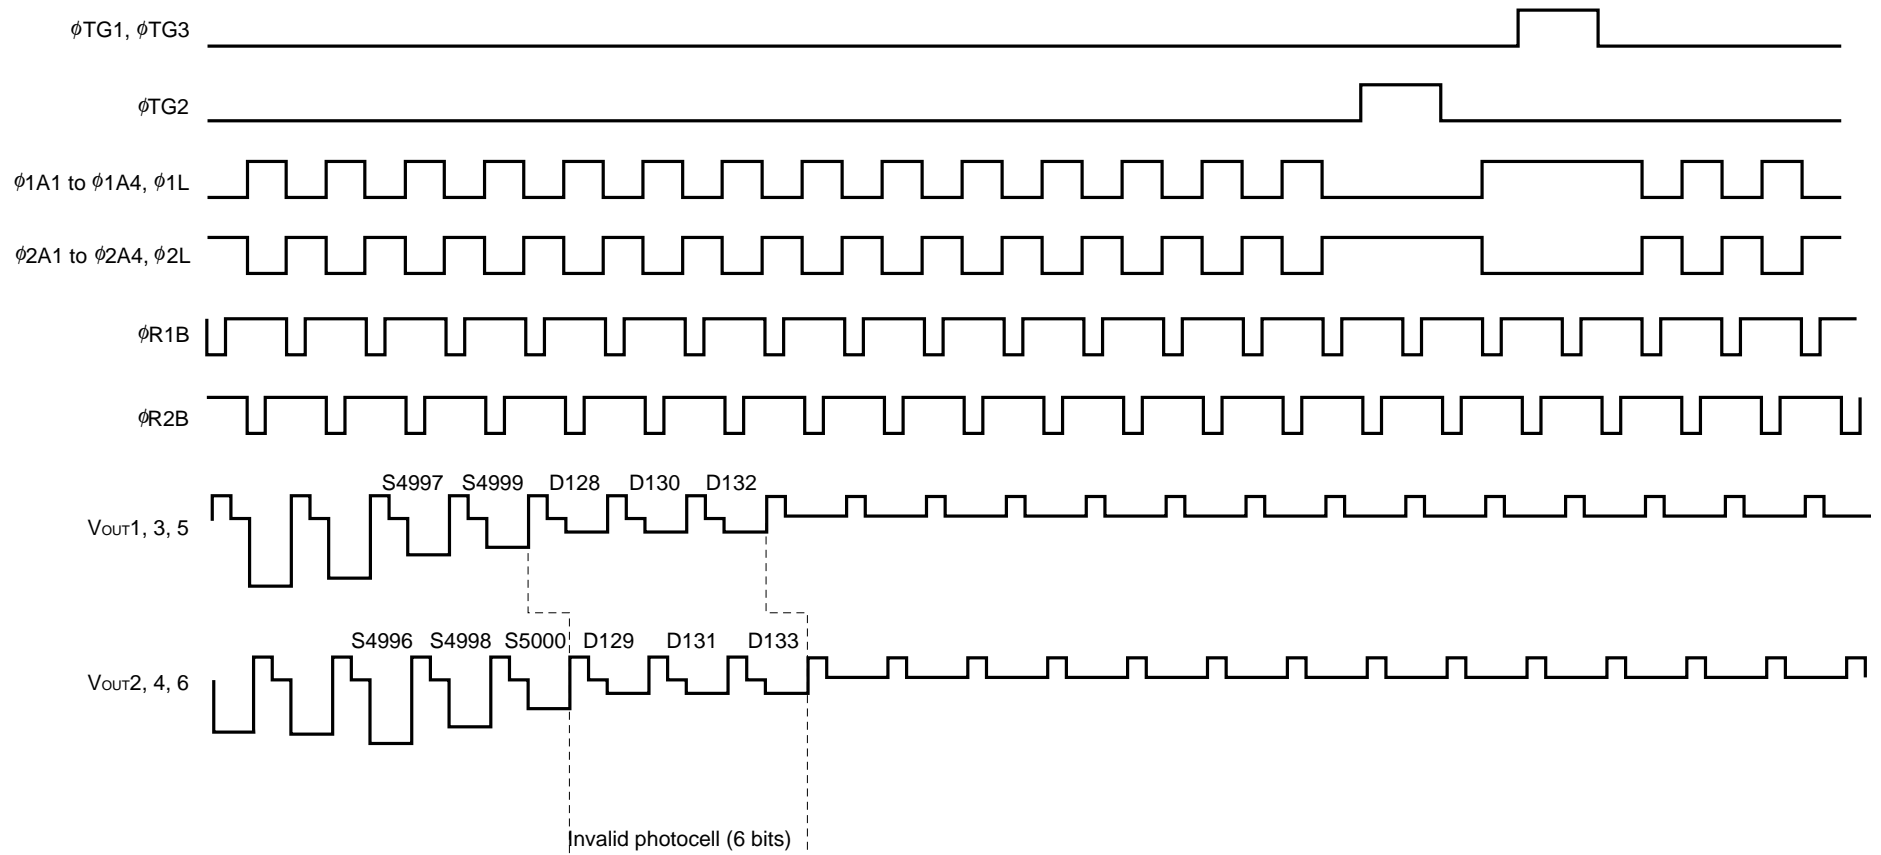 ϕTG1, ϕTG3
ϕTG2
ϕ1A1 to ϕ1A4, ϕ1L
ϕ2A1 to ϕ2A4, ϕ2L
ϕR1B
ϕR2B
S4997 S4999 D128 D130 D132
VOUT1, 3, 5
S4996 S4998 S5000 D129 D131 D133
VOUT2, 4, 6
Invalid photocell (6 bits)